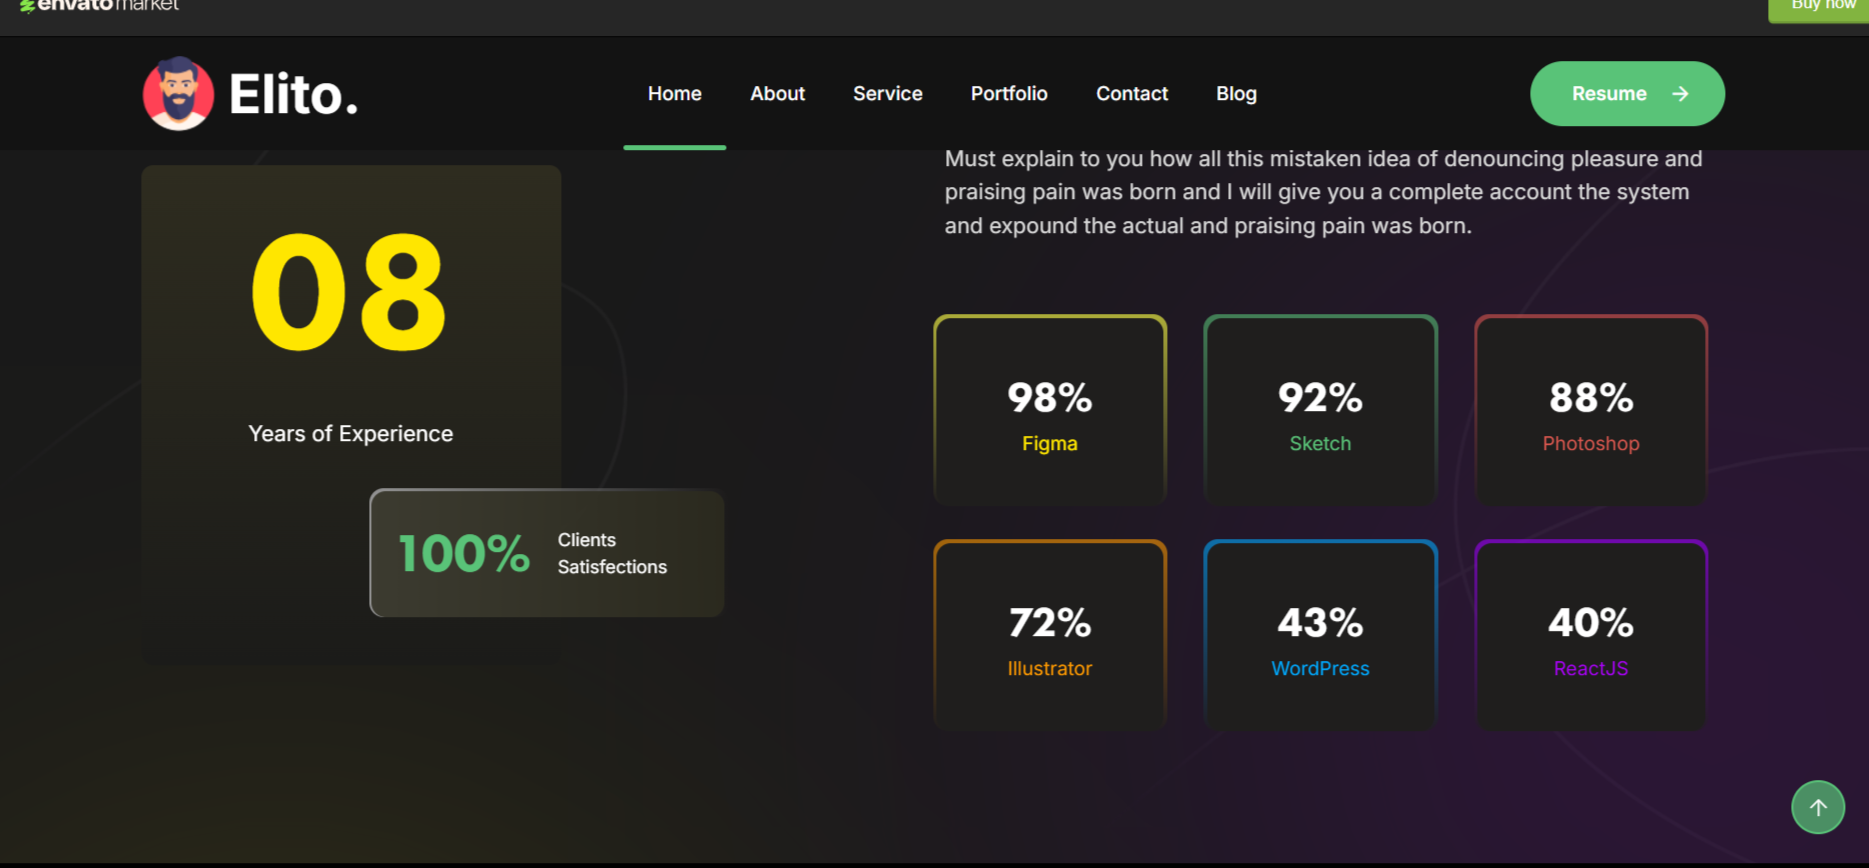 envato market
Buy now
Elito.
Home
About
Service
Portfolio
Contact
Blog
Resume
Must explain to you how all this mistaken idea of denouncing pleasure and
praising pain was born and I will give you a complete account the system
and expound the actual and praising pain was born.
08
Years of Experience
100%
Clients
Satisfections
98%
Figma
92%
Sketch
88%
Photoshop
72%
Illustrator
43%
WordPress
40%
ReactJS